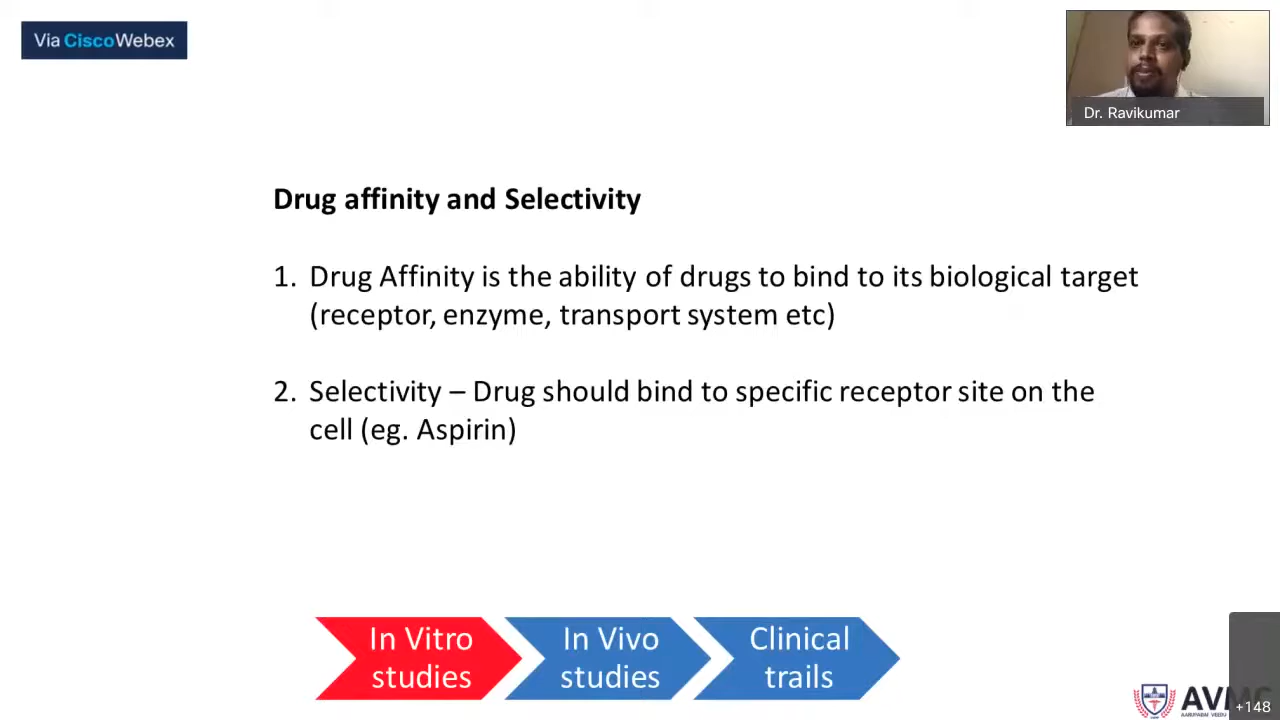 Via CiscoWebex
Dr. Ravikumar
Drug affinity and Selectivity
1. Drug Affinity is the ability of drugs to bind to its biological target
(receptor, enzyme, transport system etc)
2. Selectivity – Drug should bind to specific receptor site on the
cell (eg. Aspirin)
In Vitro
studies
In Vivo
studies
Clinical
trails
+148